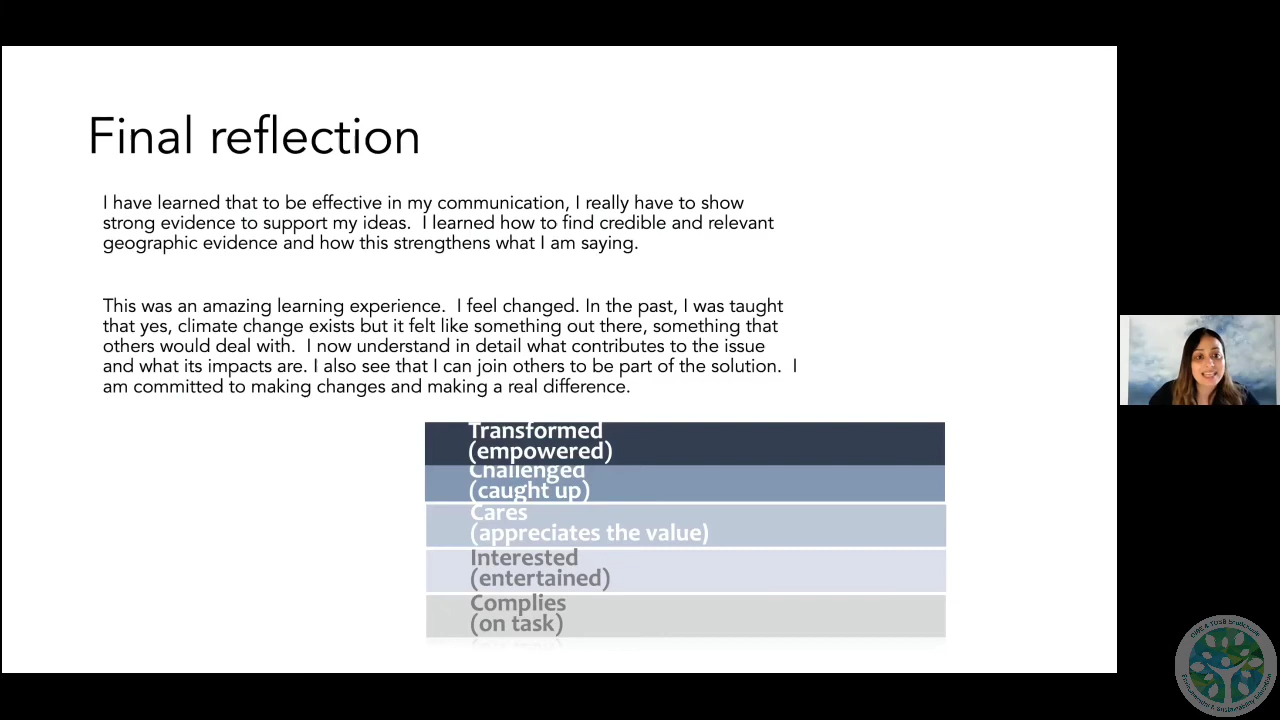 Final reflection
I have learned that to be effective in my communication, I really have to show
strong evidence to support my ideas.  I learned how to find credible and relevant
geographic evidence and how this strengthens what I am saying.
This was an amazing learning experience.  I feel changed. In the past, I was taught
that yes, climate change exists but it felt like something out there, something that
others would deal with.  I now understand in detail what contributes to the issue
and what its impacts are. I also see that I can join others to be part of the solution.  I
am committed to making changes and making a real difference.
Transformed
(empowered)
Challenged
(caught up)
Cares
(appreciates the value)
Interested
(entertained)
Complies
(on task)
Environmental & Sustainability Education